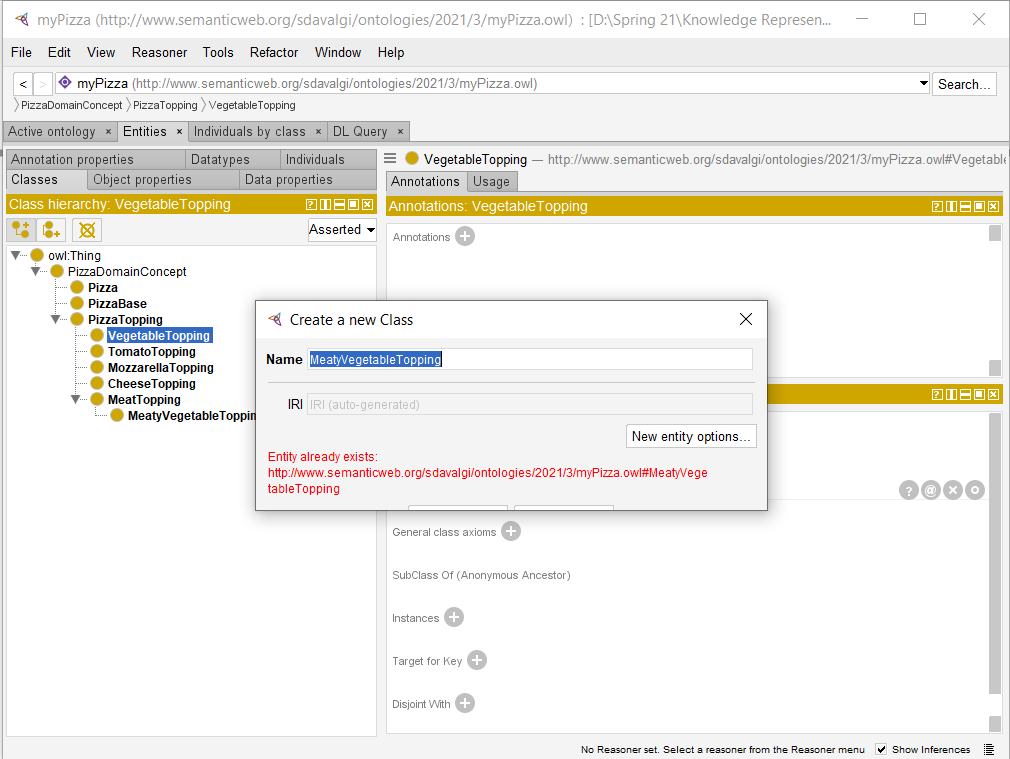 myPizza (http://www.semanticweb.org/sdavalgi/ontologies/2021/3/myPizza.owl) : [D:\Spring 21\Knowledge Represen...
File Edit View Reasoner Tools Refactor Window Help
< > myPizza (http://www.semanticweb.org/sdavalgi/ontologies/2021/3/myPizza.owl) Search...
PizzaDomainConcept PizzaTopping VegetableTopping
Active ontology × Entities × Individuals by class × DL Query ×
Annotation properties Datatypes Individuals
Classes Object properties Data properties
Class hierarchy: VegetableTopping
Asserted
owl:Thing
PizzaDomainConcept
Pizza
PizzaBase
PizzaTopping
VegetableTopping
TomatoTopping
MozzarellaTopping
CheeseTopping
MeatTopping
MeatyVegetableToppin
VegetableTopping — http://www.semanticweb.org/sdavalgi/ontologies/2021/3/myPizza.owl#Vegetable
Annotations Usage
Annotations: VegetableTopping
Annotations
Create a new Class
Name MeatyVegetableTopping
IRI IRI (auto-generated)
New entity options...
Entity already exists:
http://www.semanticweb.org/sdavalgi/ontologies/2021/3/myPizza.owl#MeatyVege
tableTopping
General class axioms
SubClass Of (Anonymous Ancestor)
Instances
Target for Key
Disjoint With
No Reasoner set. Select a reasoner from the Reasoner menu Show Inferences